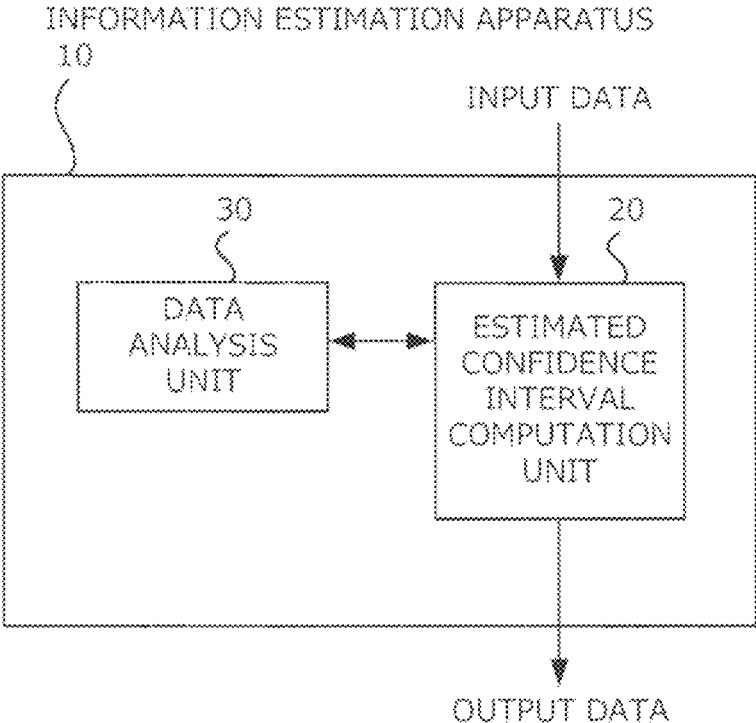 INFORMATION ESTIMATION APPARATUS
10
INPUT DATA
30
20
DATA
ANALYSIS
UNIT
ESTIMATED
CONFIDENCE
INTERVAL
COMPUTATION
UNIT
OUTPUT DATA